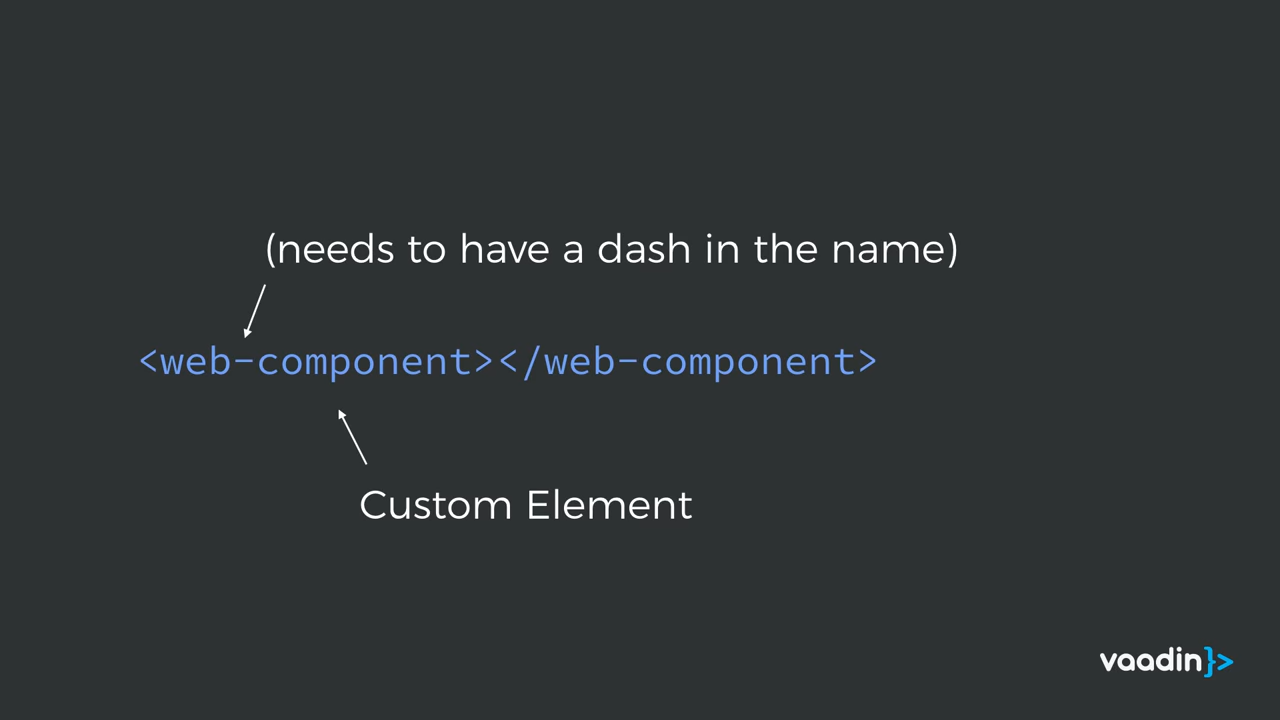 (needs to have a dash in the name)
<web-component></web-component>
Custom Element
vaadin}>